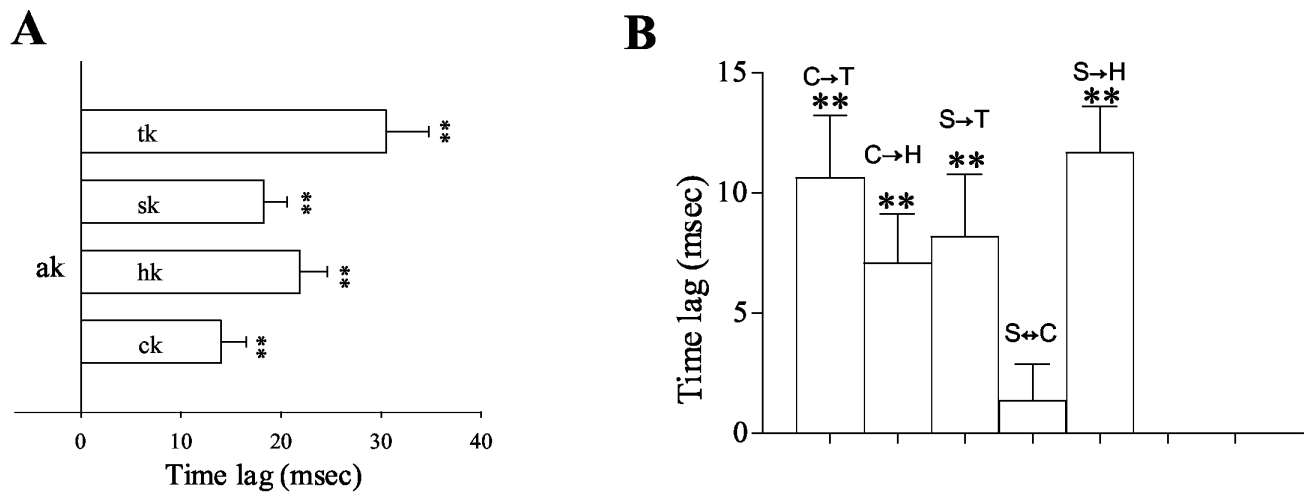 A
tk
**
sk
**
ak
hk
**
ck
**
0 10 20 30 40
Time lag (msec)
B
15
10
5
0
Time lag (msec)
C→T
**
C→H
**
S→T
**
S↔C
S→H
**